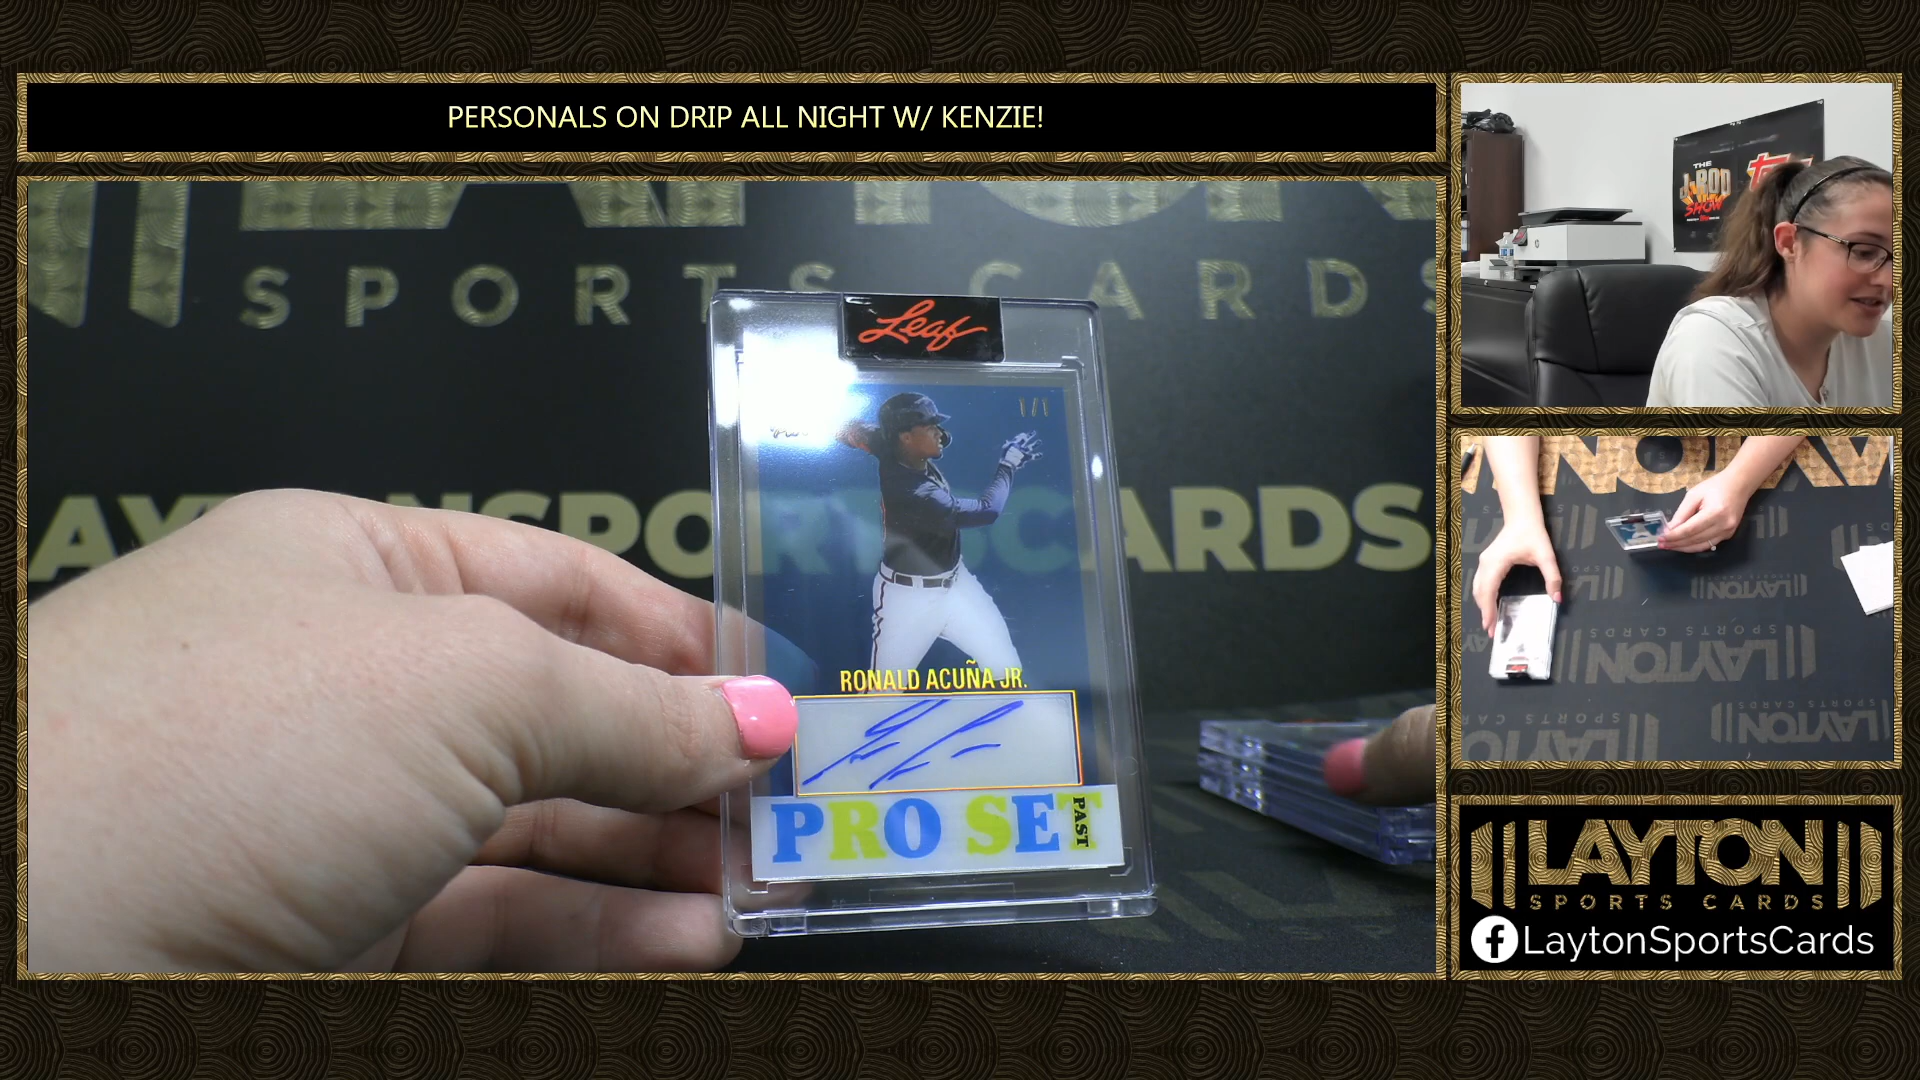 PERSONALS ON DRIP ALL NIGHT W/ KENZIE!
SPORTS CARDS
LAYTONSPORTSCARDS
Leaf
1/1
RONALD ACUÑA JR.
PRO SET
PAST
THE
J-ROD
SHOW
LAYTON
SPORTS CARDS
LaytonSportsCards